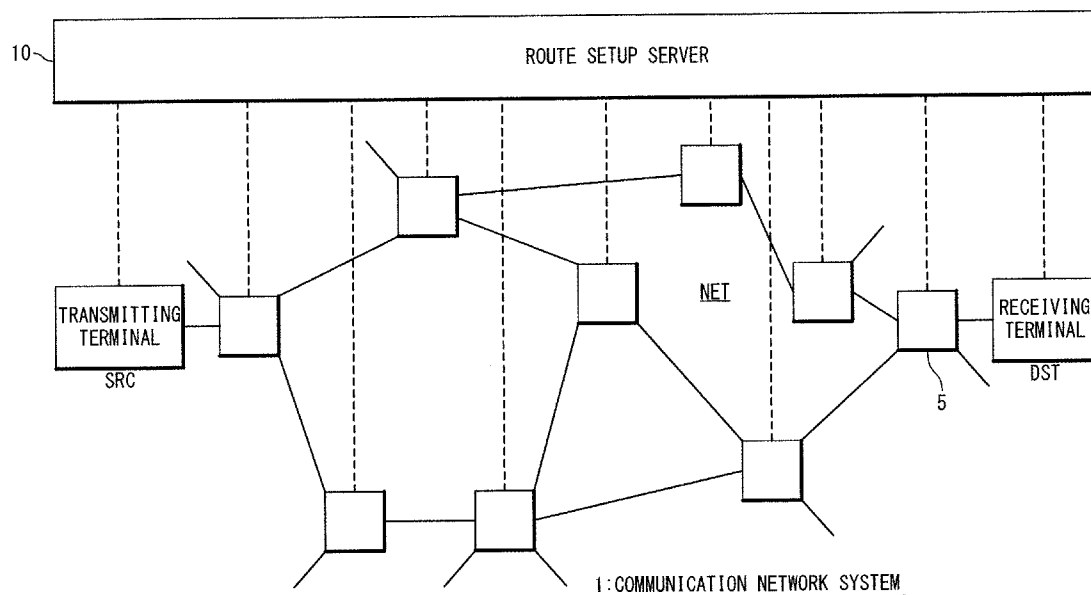 10
ROUTE SETUP SERVER
NET
TRANSMITTING
TERMINAL
SRC
RECEIVING
TERMINAL
DST
5
1:COMMUNICATION NETWORK SYSTEM